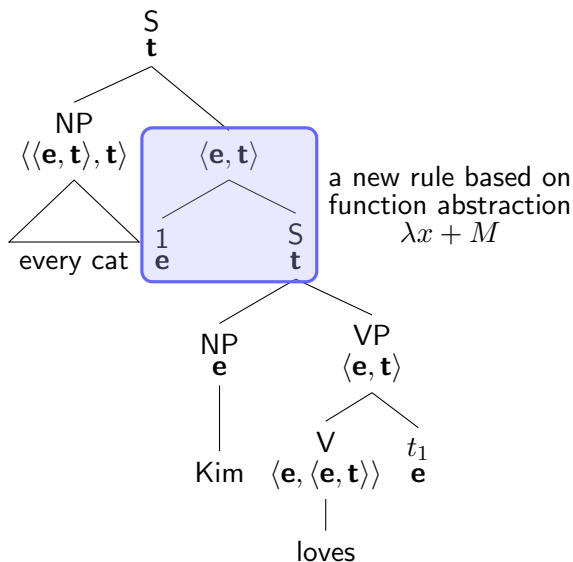 S
t
NP
⟨⟨e, t⟩, t⟩
⟨e, t⟩
a new rule based on
function abstraction
λx + M
every cat
1
e
S
t
NP
e
VP
⟨e, t⟩
Kim
V
⟨e, ⟨e, t⟩⟩
t₁
e
loves